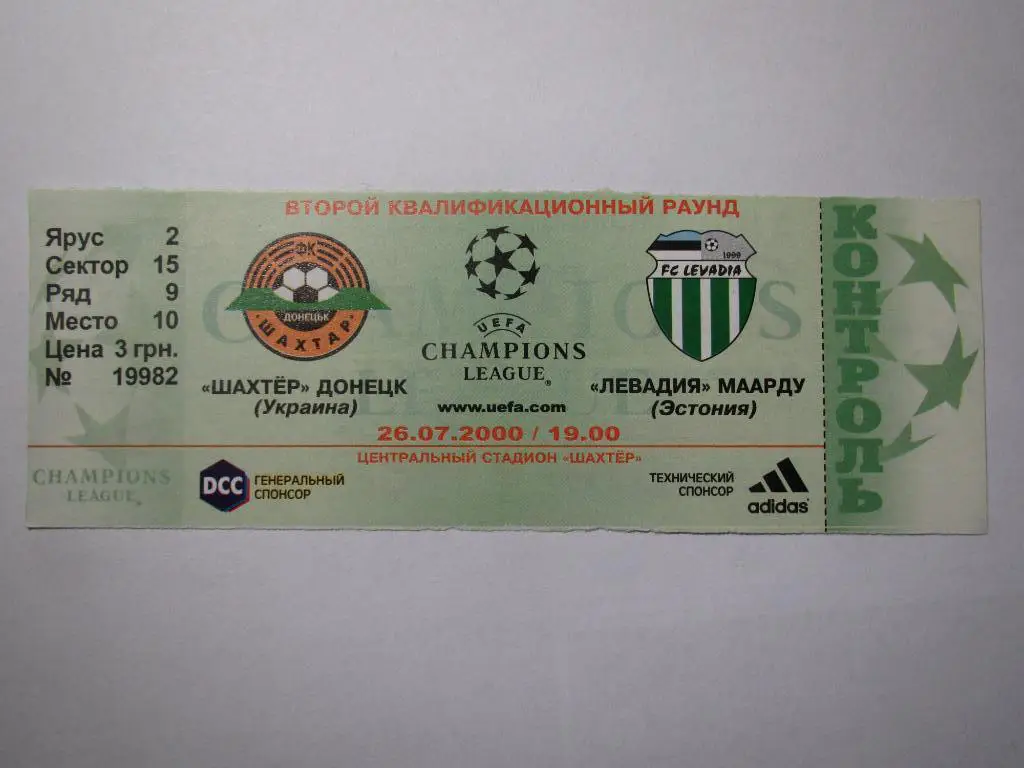 ВТОРОЙ КВАЛИФИКАЦИОННЫЙ РАУНД
Ярус 2
Сектор 15
Ряд 9
Место 10
Цена 3 грн.
№ 19982
ФК
ДОНЕЦЬК
ШАХТАР
«ШАХТЁР» ДОНЕЦК
(Украина)
UEFA
CHAMPIONS
LEAGUE®
www.uefa.com
1999
FC LEVADIA
«ЛЕВАДИЯ» МААРДУ
(Эстония)
26.07.2000 / 19.00
ЦЕНТРАЛЬНЫЙ СТАДИОН «ШАХТЁР»
CHAMPIONS
LEAGUE®
DCC
ГЕНЕРАЛЬНЫЙ
СПОНСОР
ТЕХНИЧЕСКИЙ
СПОНСОР
adidas
КОНТРОЛЬ
CHAMPIONS
LEAGUE